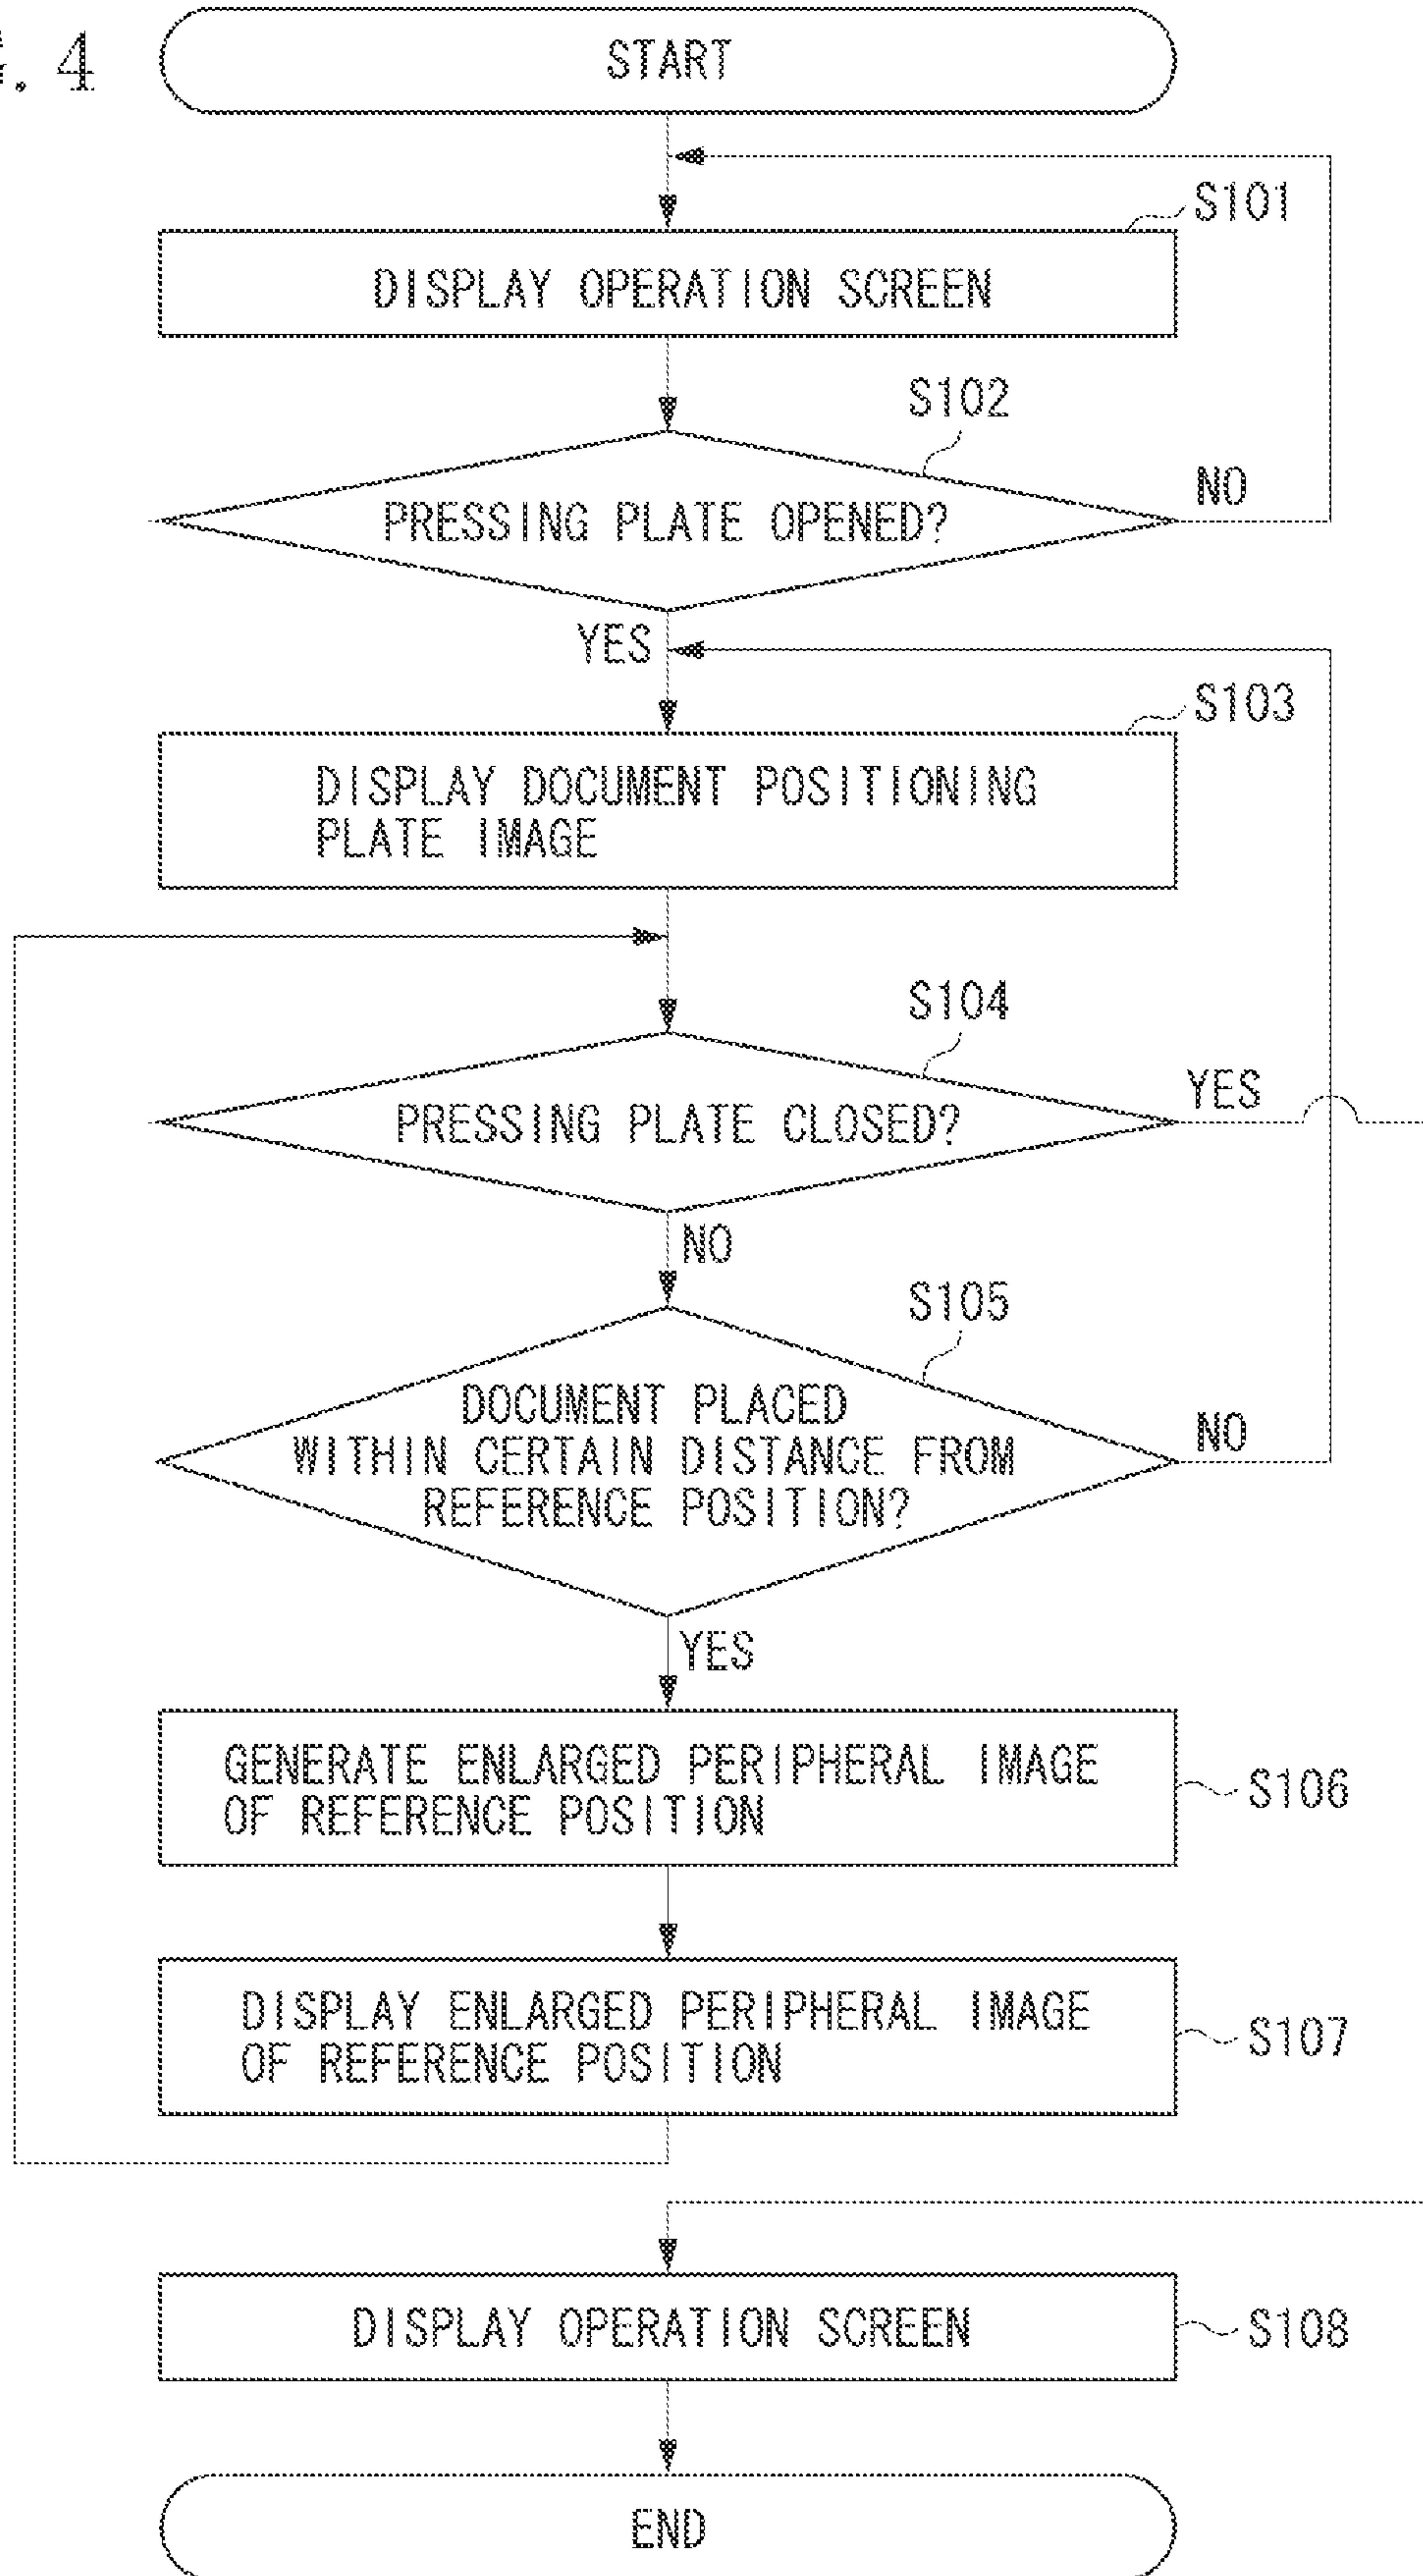 . 4
START
S101
DISPLAY OPERATION SCREEN
S102
PRESSING PLATE OPENED?
NO
YES
S103
DISPLAY DOCUMENT POSITIONING
PLATE IMAGE
S104
PRESSING PLATE CLOSED?
YES
NO
S105
DOCUMENT PLACED
WITHIN CERTAIN DISTANCE FROM
REFERENCE POSITION?
NO
YES
GENERATE ENLARGED PERIPHERAL IMAGE
OF REFERENCE POSITION
S106
DISPLAY ENLARGED PERIPHERAL IMAGE
OF REFERENCE POSITION
S107
DISPLAY OPERATION SCREEN
S108
END